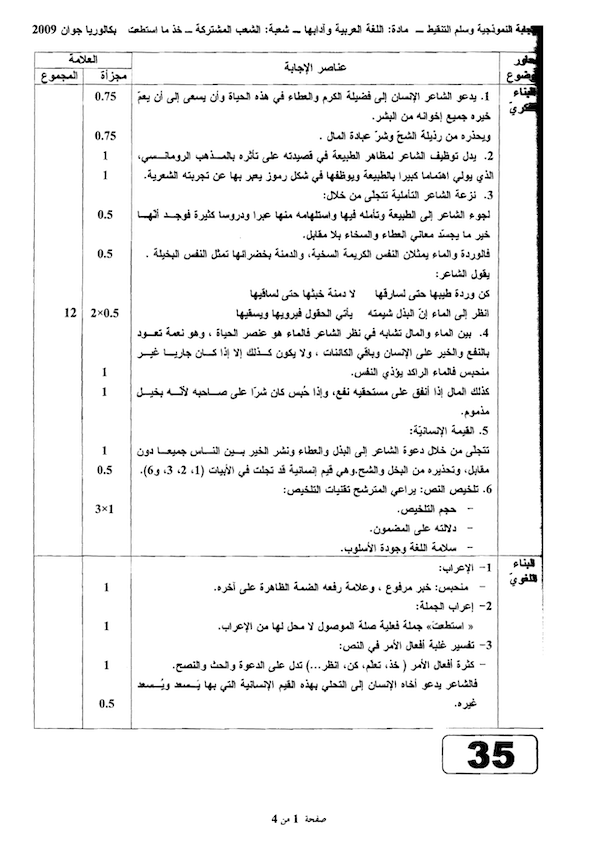 الإجابة النموذجية وسلم التنقيط ــ مادة: اللغة العربية وآدابها ــ شعبة: الشعب المشتركة ــ خذ ما استطعت بكالوريا جوان 2009
محاور الموضوع
عناصر الإجابة
العلامة
مجزأة
المجموع
البناء الفكريّ
1. يدعو الشاعر الإنسان إلى فضيلة الكرم والعطاء في هذه الحياة وأن يسعى إلى أن يعمّ 0.75
خيره جميع إخوانه من البشر.
ويحذره من رذيلة الشحّ وشرّ عبادة المال . 0.75
2. يدل توظيف الشاعر لمظاهر الطبيعة في قصيدته على تأثره بالمذهب الرومانسي، 1
الذي يولي اهتماما كبيرا بالطبيعة ويوظفها في شكل رموز يعبر بها عن تجربته الشعرية. 1
3. نزعة الشاعر التأملية تتجلّى من خلال:
لجوء الشاعر إلى الطبيعة وتأمله فيها واستلهامه منها عبرا ودروسا كثيرة فوجد أنّها 0.5
خير ما يجسّد معاني العطاء والسخاء بلا مقابل.
فالوردة والماء يمثلان النفس الكريمة السخية، والدمنة بخضرائها تمثل النفس البخيلة . 0.5
يقول الشاعر:
كن وردة طيبها حتى لسارقها لا دمنة خبثها حتى لساقيها
انظر إلى الماء إنّ البذل شيمته يأتي الحقول فيرويها ويسقيها 2×0.5 12
4. بين الماء والمال تشابه في نظر الشاعر فالماء هو عنصر الحياة ، وهو نعمة تعود
بالنفع والخير على الإنسان وباقي الكائنات ، ولا يكون كذلك إلا إذا كان جاريا غير
منحبس فالماء الراكد يؤذي النفس. 1
كذلك المال إذا أنفق على مستحقيه نفع، وإذا حُبس كان شرّا على صاحبه لأنّه بخيل 1
مذموم.
5. القيمة الإنسانيّة:
تتجلّى من خلال دعوة الشاعر إلى البذل والعطاء ونشر الخير بين الناس جميعا دون 1
مقابل، وتحذيره من البخل والشح.وهي قيم إنسانية قد تجلت في الأبيات (1، 2، 3، و6). 0.5
6. تلخيص النص: يراعي المترشح تقنيات التلخيص:
- حجم التلخيص. 3×1
- دلالته على المضمون.
- سلامة اللغة وجودة الأسلوب.
البناء اللغويّ
1- الإعراب:
- منحبس: خبر مرفوع ، وعلامة رفعه الضمة الظاهرة على آخره. 1
2- إعراب الجملة:
« استطعت» جملة فعلية صلة الموصول لا محل لها من الإعراب. 1
3- تفسير غلبة أفعال الأمر في النص:
- كثرة أفعال الأمر ( خذ، تعلّم، كن، انظر...) تدل على الدعوة والحث والنصح. 1
فالشاعر يدعو أخاه الإنسان إلى التحلي بهذه القيم الإنسانية التي بها يَسعد ويُسعد
غيره. 0.5
35
صفحة 1 من 4